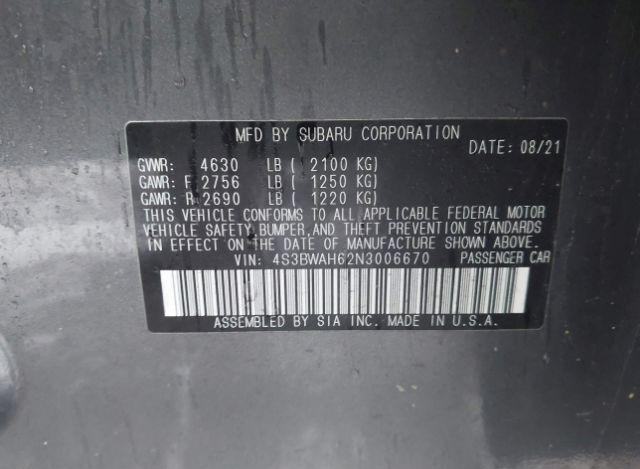 MFD BY SUBARU CORPORATION
DATE: 08/21
GVWR: 4630 LB ( 2100 KG)
GAWR: F 2756 LB ( 1250 KG)
GAWR: R 2690 LB ( 1220 KG)
THIS VEHICLE CONFORMS TO ALL APPLICABLE FEDERAL MOTOR
VEHICLE SAFETY,BUMPER,AND THEFT PREVENTION STANDARDS
IN EFFECT ON THE DATE OF MANUFACTURE SHOWN ABOVE.
VIN: 4S3BWAH62N3006670 PASSENGER CAR
ASSEMBLED BY SIA INC. MADE IN U.S.A.